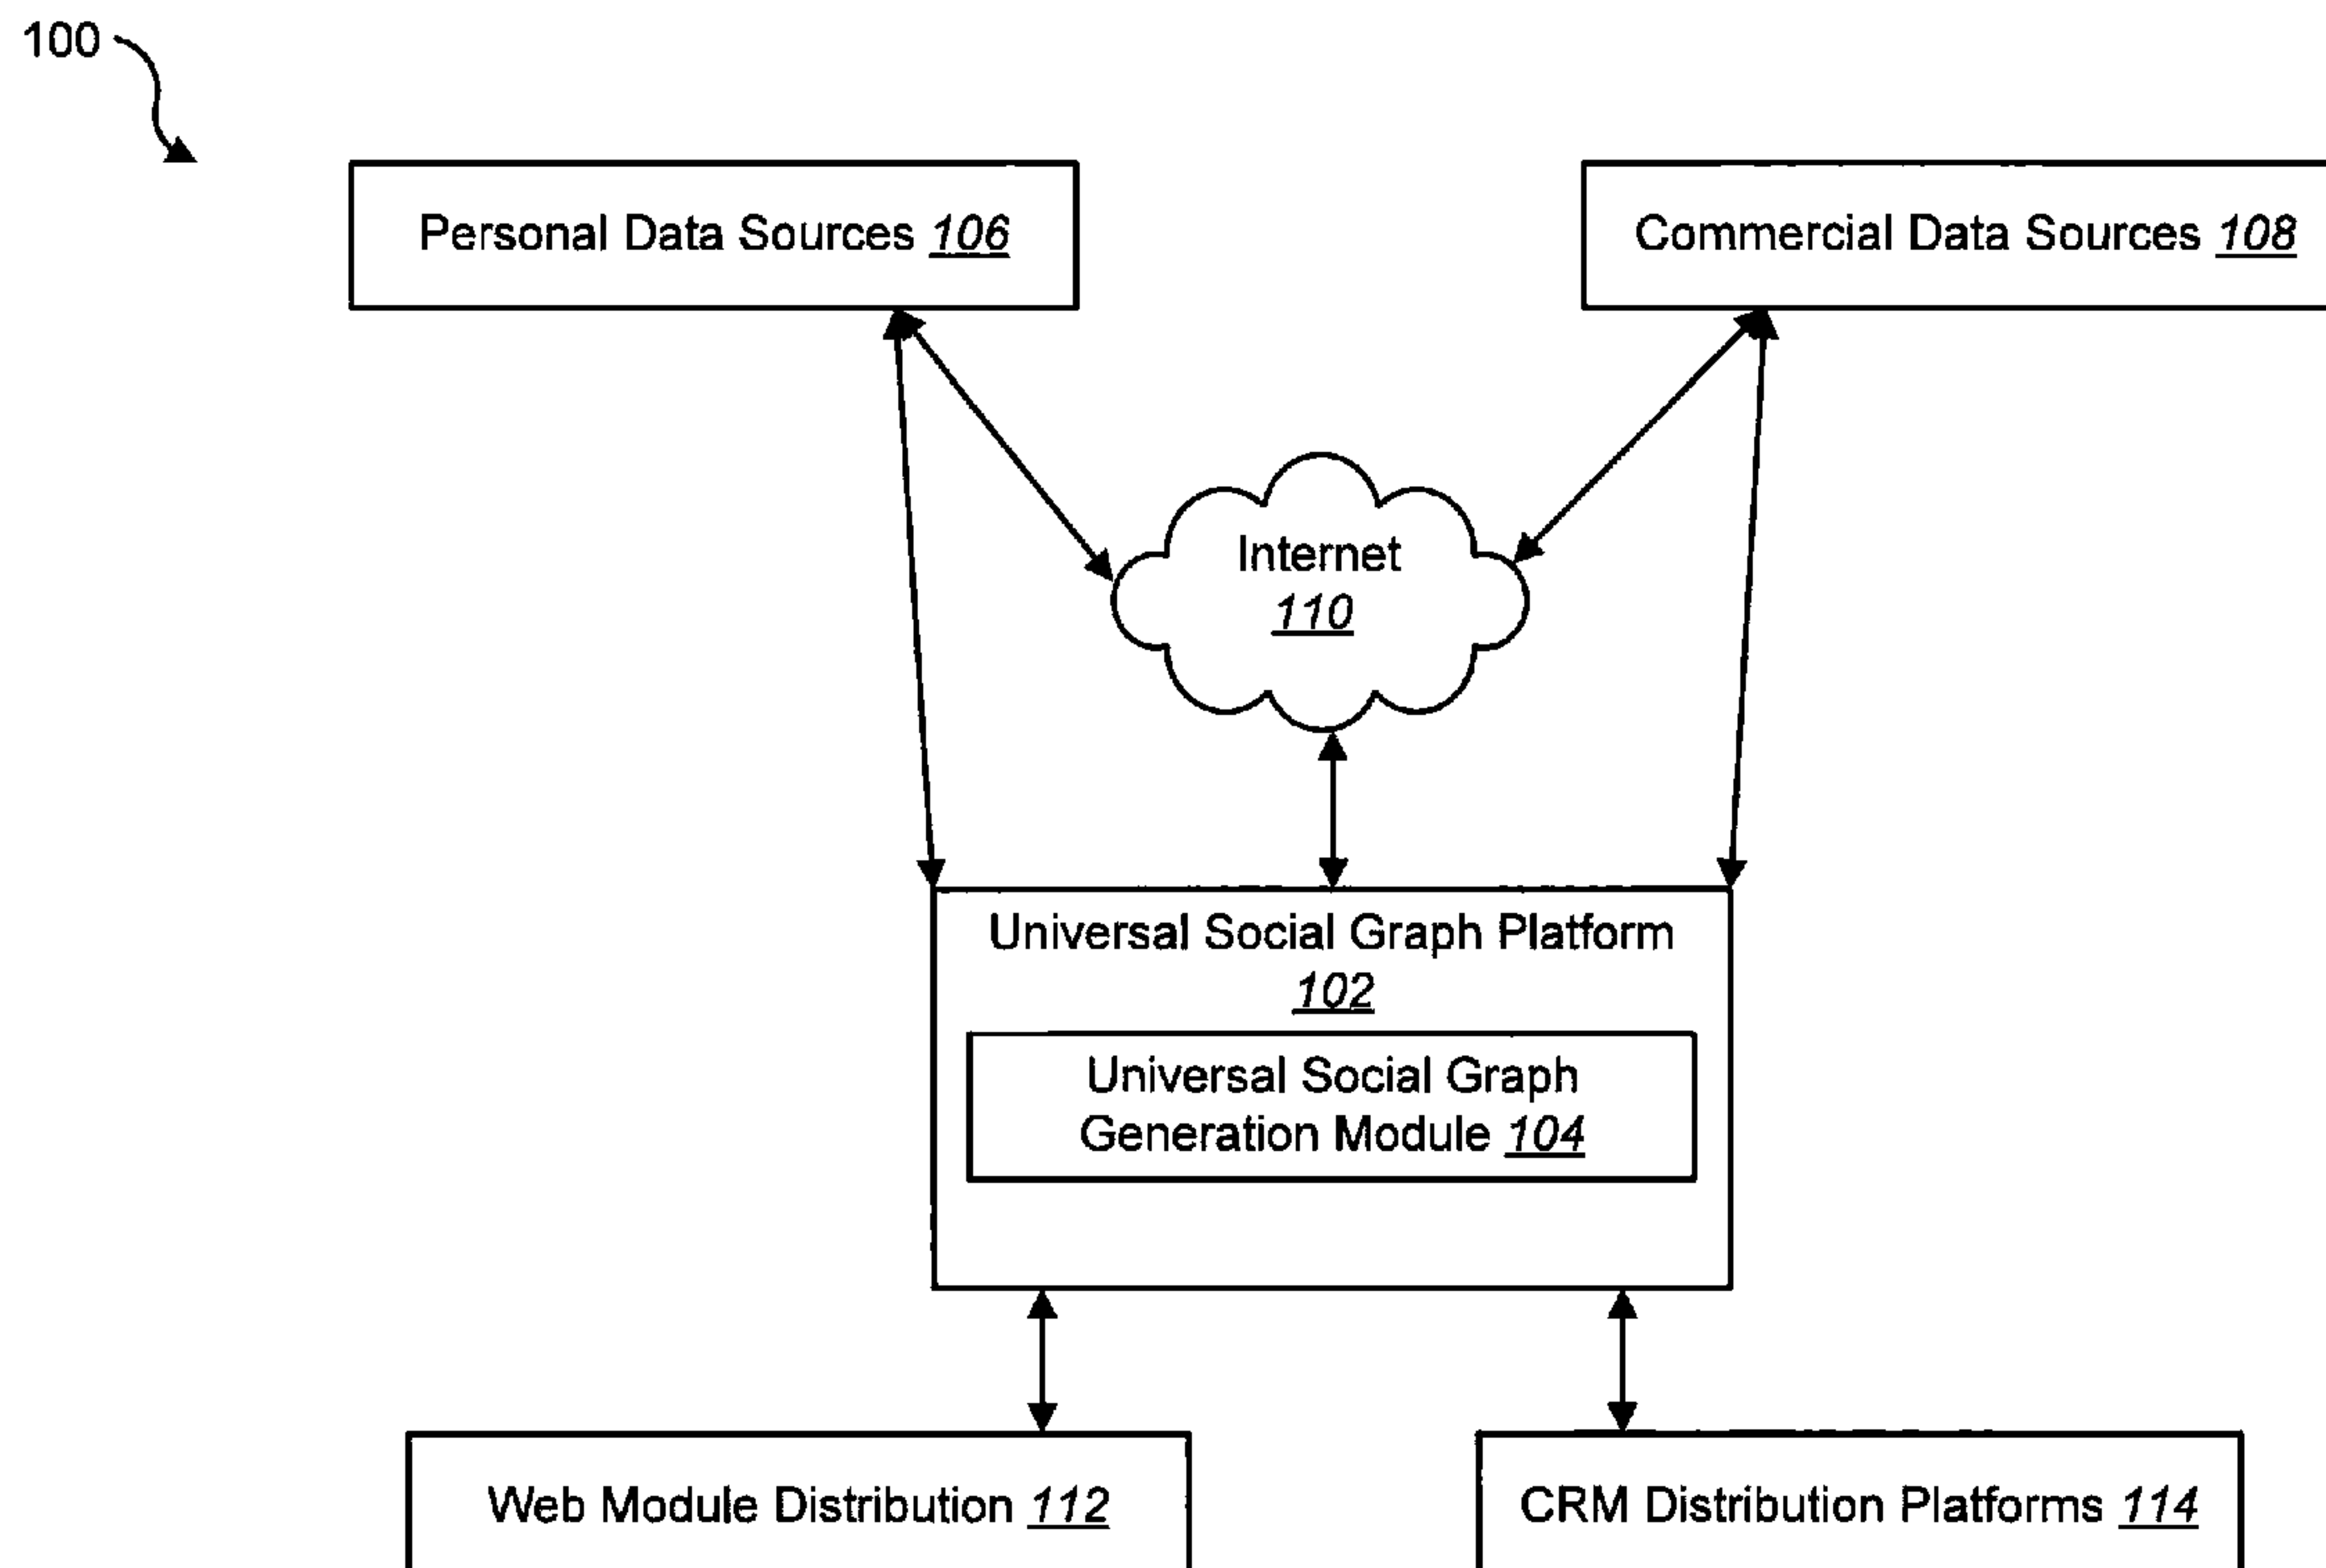 100
Personal Data Sources 106
Commercial Data Sources 108
Internet
110
Universal Social Graph Platform
102
Universal Social Graph
Generation Module 104
Web Module Distribution 112
CRM Distribution Platforms 114